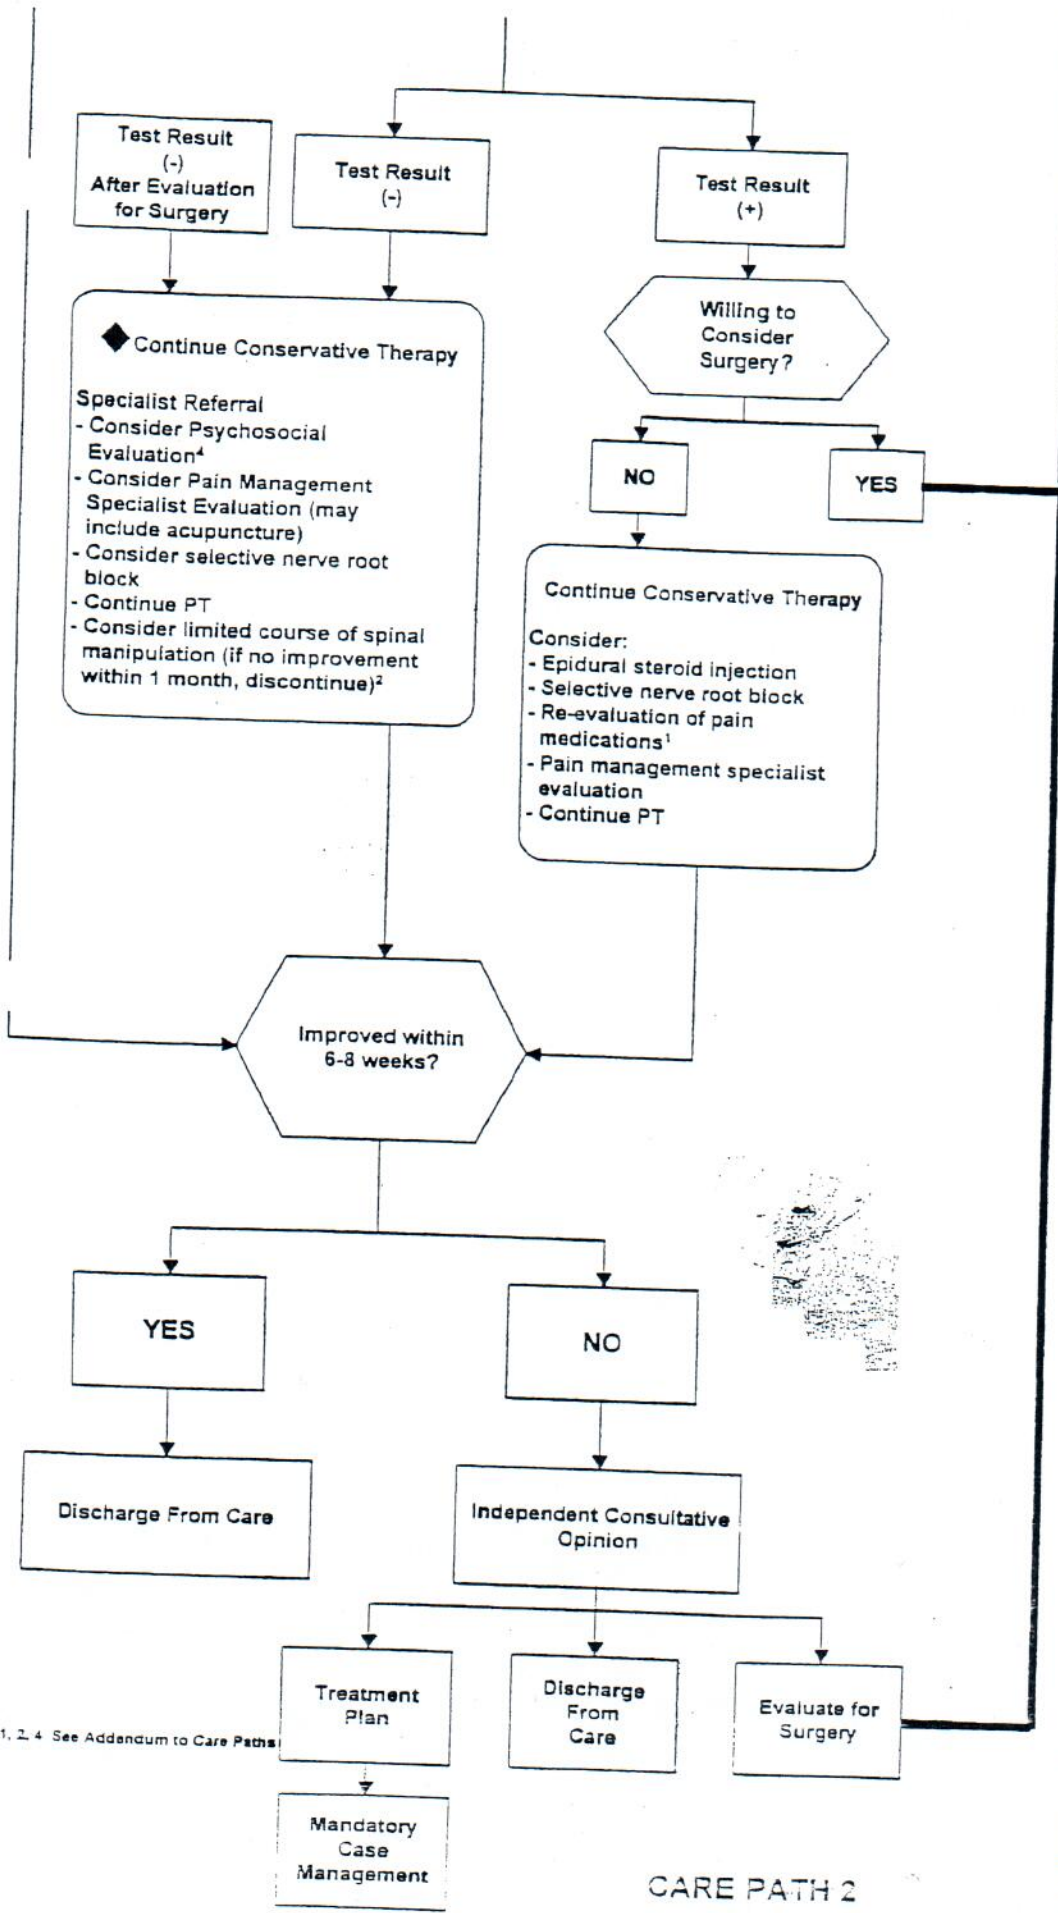 Test Result
(-)
After Evaluation
for Surgery
Test Result
(-)
Test Result
(+)
Willing to
Consider
Surgery?
NO
YES
◆ Continue Conservative Therapy
Specialist Referral
- Consider Psychosocial
Evaluation⁴
- Consider Pain Management
Specialist Evaluation (may
include acupuncture)
- Consider selective nerve root
block
- Continue PT
- Consider limited course of spinal
manipulation (if no improvement
within 1 month, discontinue)²
Continue Conservative Therapy
Consider:
- Epidural steroid injection
- Selective nerve root block
- Re-evaluation of pain
medications¹
- Pain management specialist
evaluation
- Continue PT
Improved within
6-8 weeks?
YES
NO
Discharge From Care
Independent Consultative
Opinion
Treatment
Plan
Discharge
From
Care
Evaluate for
Surgery
1, 2, 4 See Addendum to Care Paths
Mandatory
Case
Management
CARE PATH 2